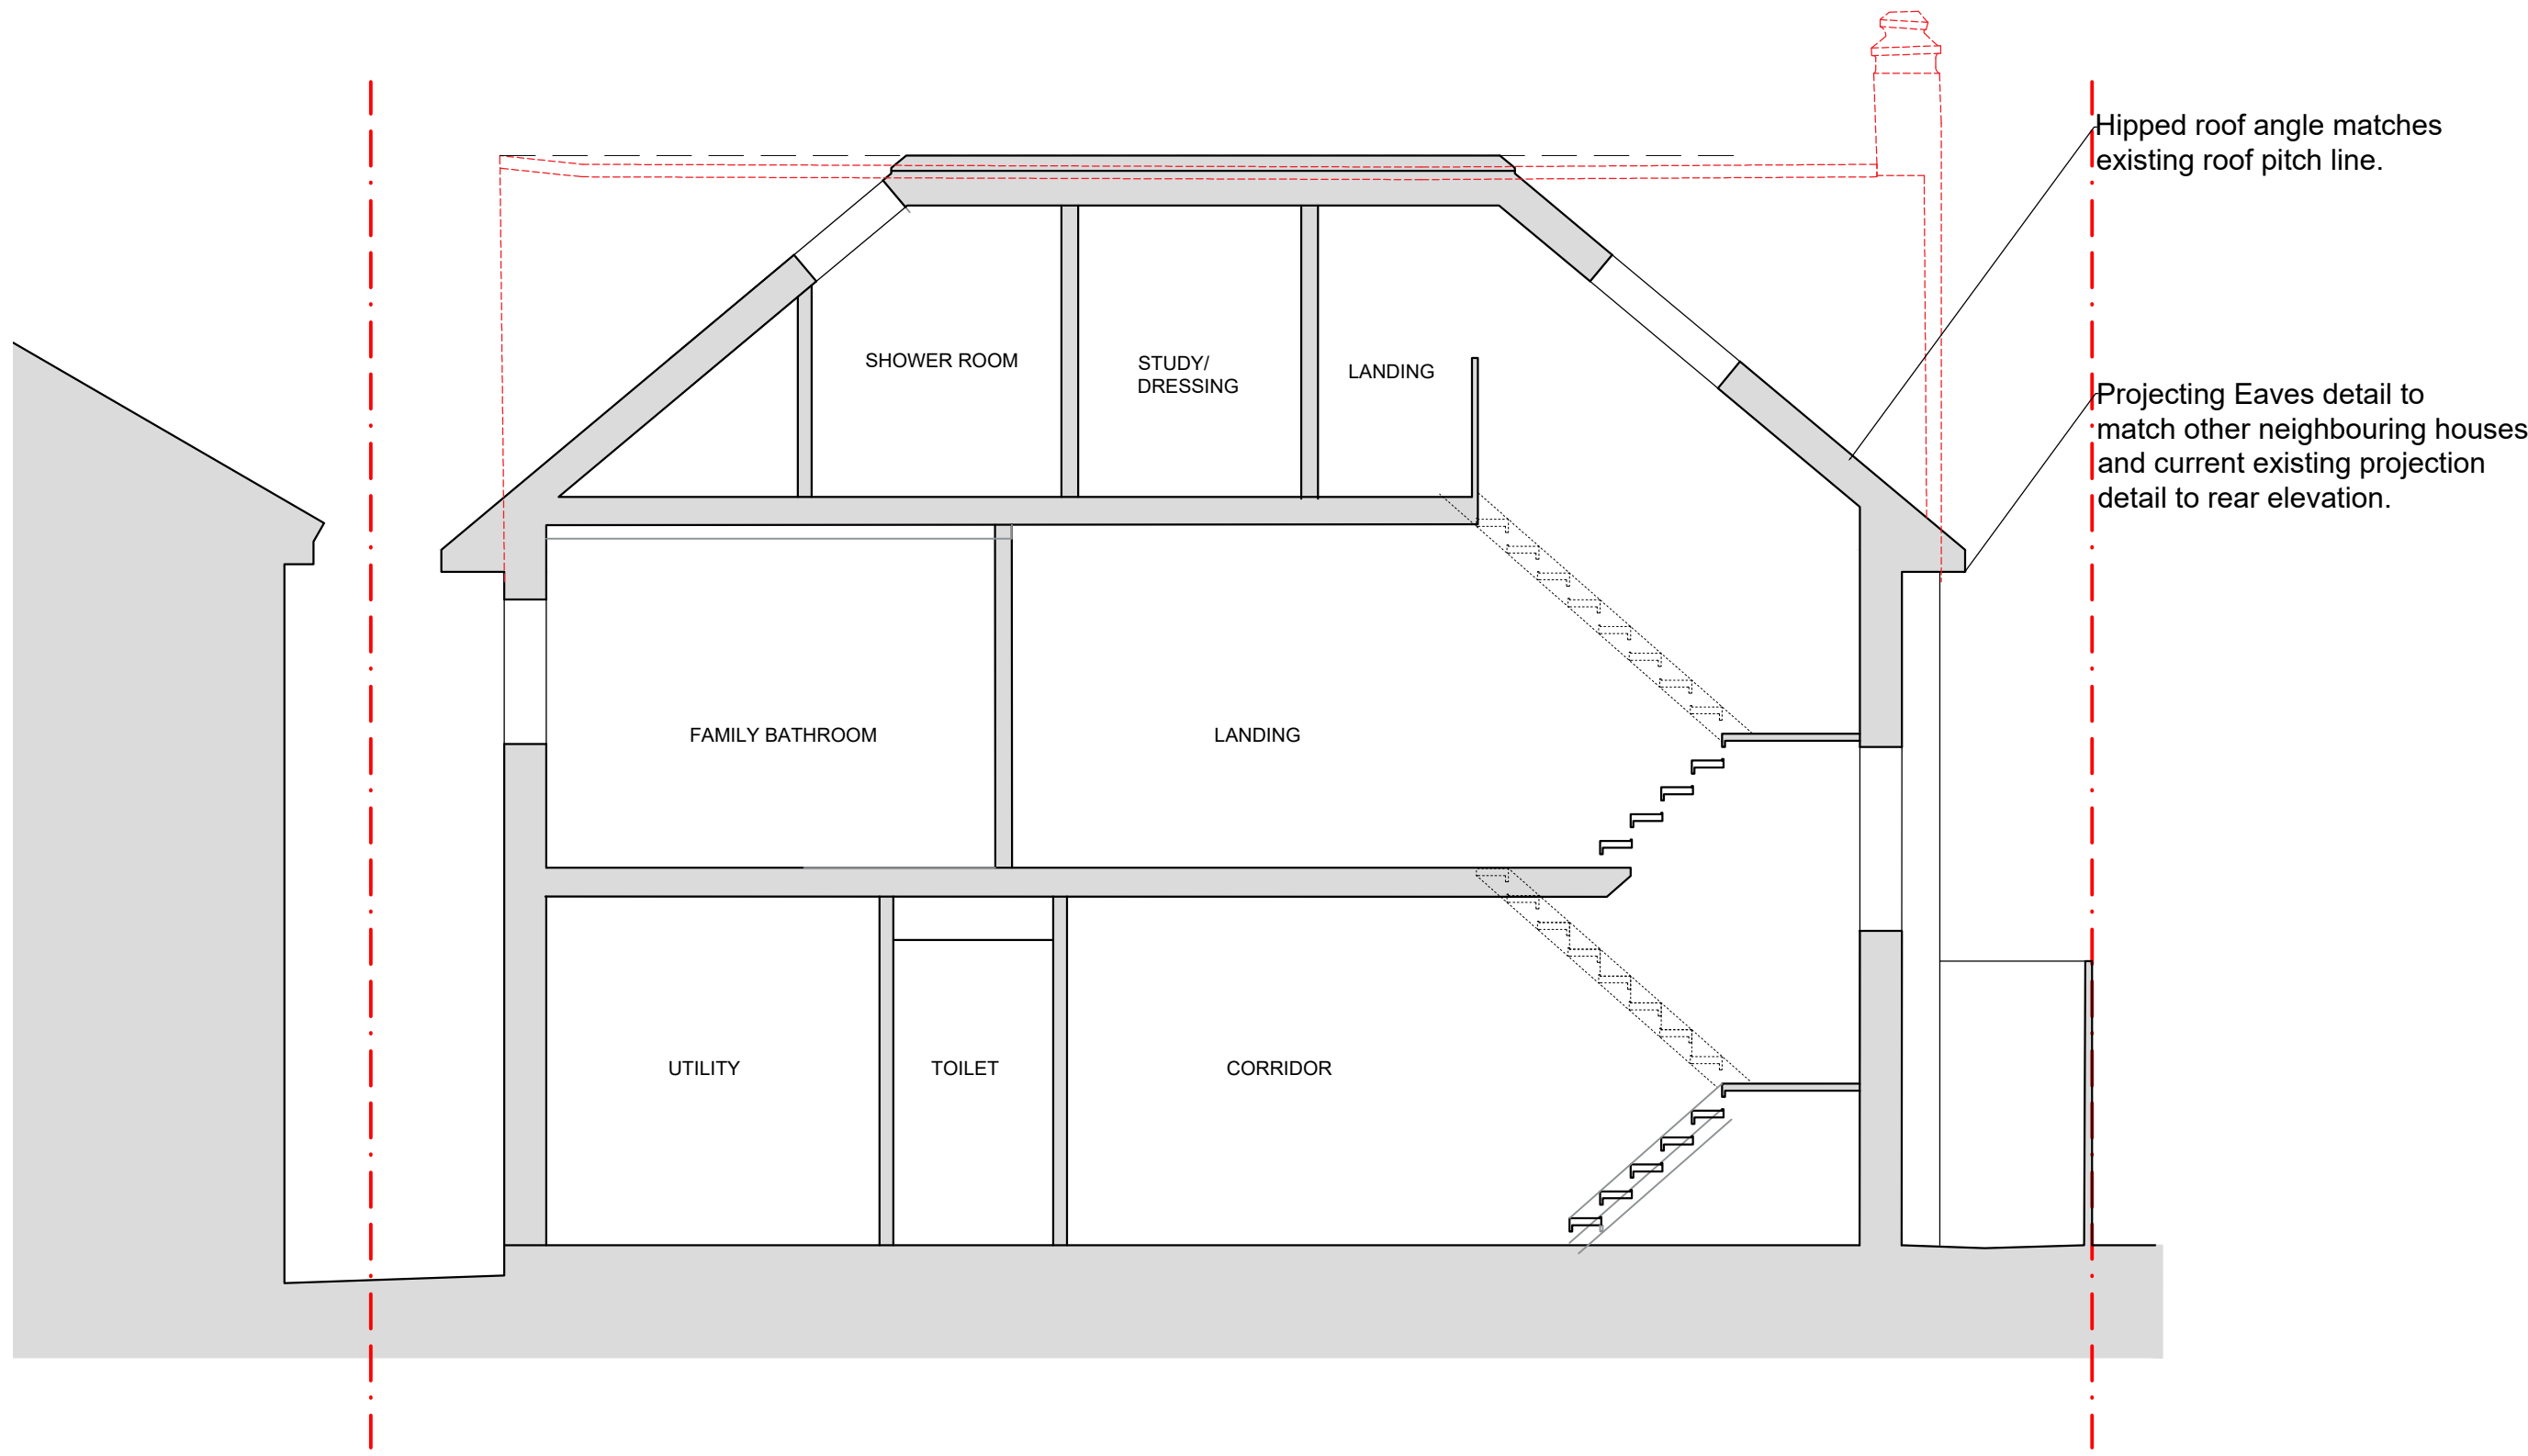 Hipped roof angle matches
existing roof pitch line.
Projecting Eaves detail to
match other neighbouring houses
and current existing projection
detail to rear elevation.
SHOWER ROOM
STUDY/
DRESSING
LANDING
FAMILY BATHROOM
LANDING
UTILITY
TOILET
CORRIDOR